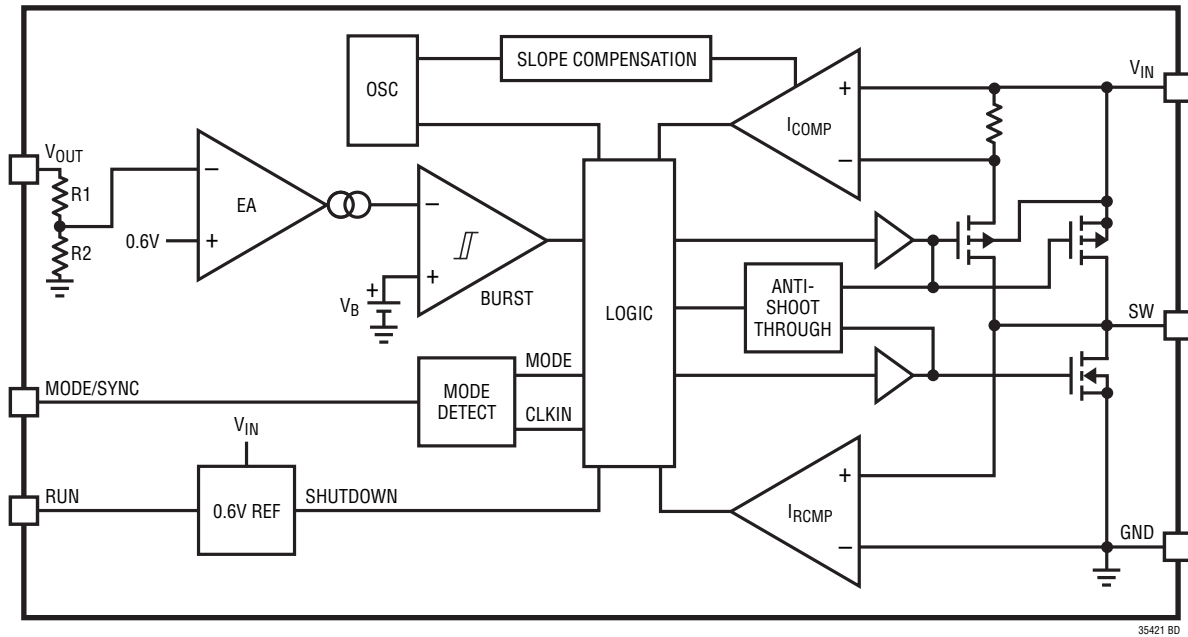 OSC
SLOPE COMPENSATION
VIN
ICOMP
+
−
VOUT
R1
R2
−
EA
+
0.6V
−
+
BURST
+
VB
LOGIC
ANTI-
SHOOT
THROUGH
SW
MODE/SYNC
MODE
DETECT
MODE
CLKIN
VIN
RUN
0.6V REF
SHUTDOWN
+
IRCMP
−
GND
35421 BD